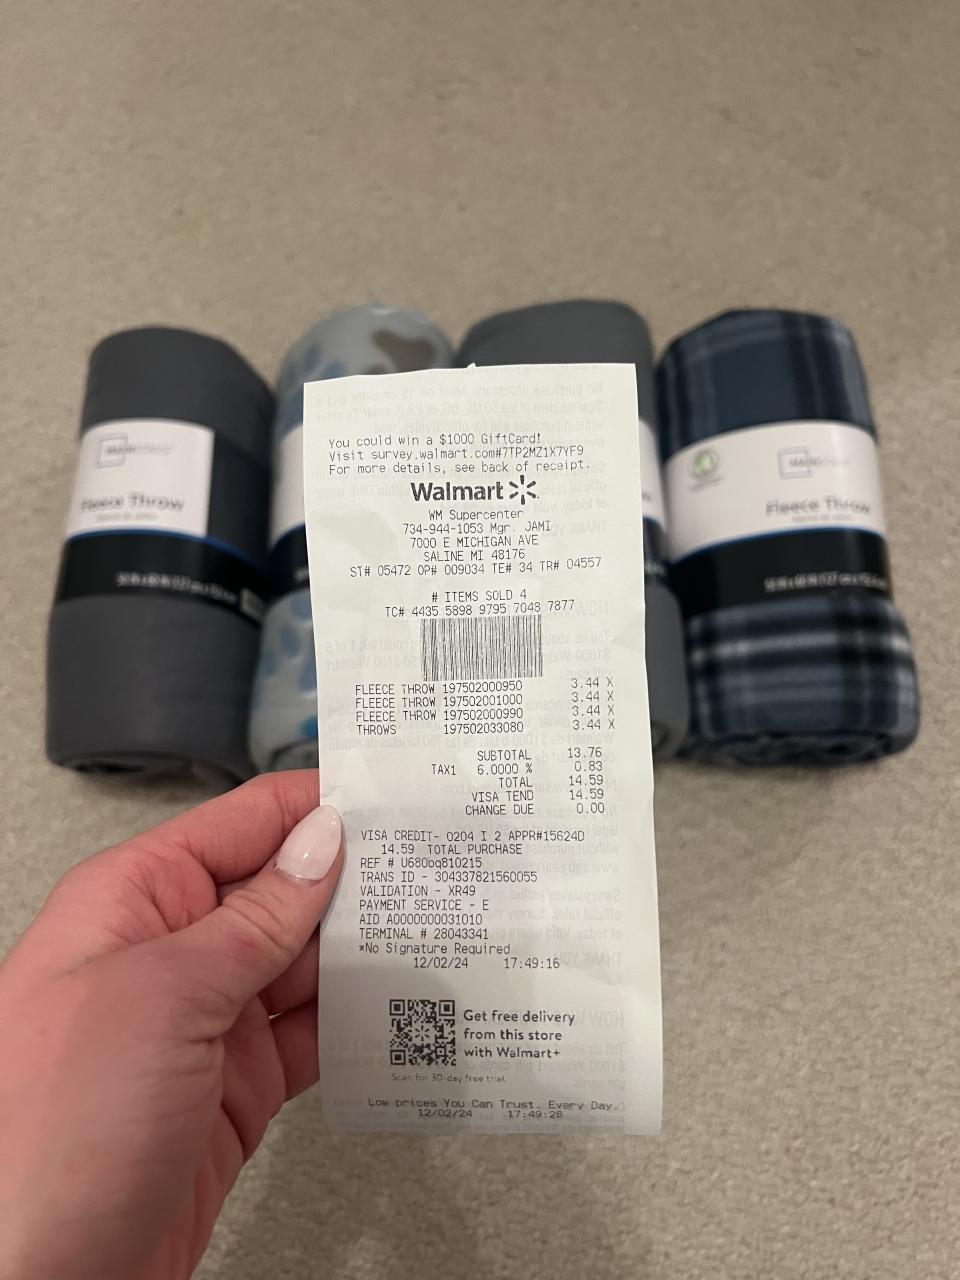 You could win a $1000 GiftCard!
Visit survey.walmart.com#7TP2MZ1X7YF9
For more details, see back of receipt.
Walmart
WM Supercenter
734-944-1053 Mgr. JAMI
7000 E MICHIGAN AVE
SALINE MI 48176
ST# 05472 OP# 009034 TE# 34 TR# 04557
# ITEMS SOLD 4
TC# 4435 5898 9795 7048 7877
FLEECE THROW 197502000950 3.44 X
FLEECE THROW 197502001000 3.44 X
FLEECE THROW 197502000990 3.44 X
THROWS 197502033080 3.44 X
SUBTOTAL 13.76
TAX1 6.0000 % 0.83
TOTAL 14.59
VISA TEND 14.59
CHANGE DUE 0.00
VISA CREDIT- 0204 I 2 APPR#15624D
14.59 TOTAL PURCHASE
REF # U680bq810215
TRANS ID - 304337821560055
VALIDATION - XR49
PAYMENT SERVICE - E
AID A0000000031010
TERMINAL # 28043341
*No Signature Required
12/02/24 17:49:16
Get free delivery
from this store
with Walmart+
Scan for 30-day free trial.
Low prices You Can Trust. Every Day.
12/02/24 17:49:28
MAINSTAYS
Fleece Throw
MAINSTAYS
Fleece Throw